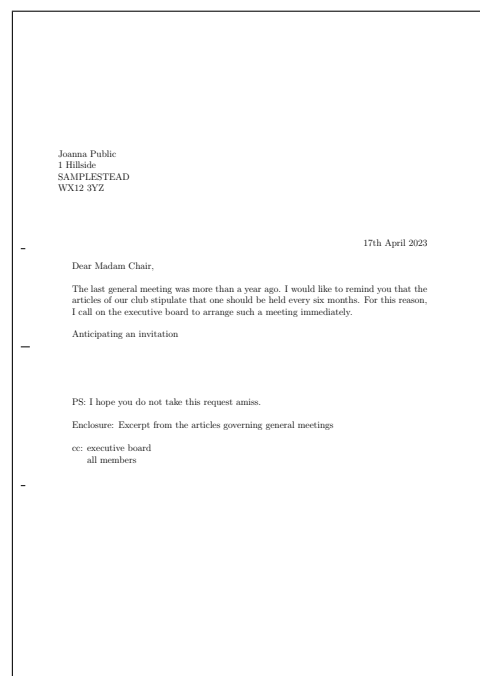 Joanna Public
1 Hillside
SAMPLESTEAD
WX12 3YZ
17th April 2023
Dear Madam Chair,
The last general meeting was more than a year ago. I would like to remind you that the
articles of our club stipulate that one should be held every six months. For this reason,
I call on the executive board to arrange such a meeting immediately.
Anticipating an invitation
PS: I hope you do not take this request amiss.
Enclosure: Excerpt from the articles governing general meetings
cc: executive board
all members